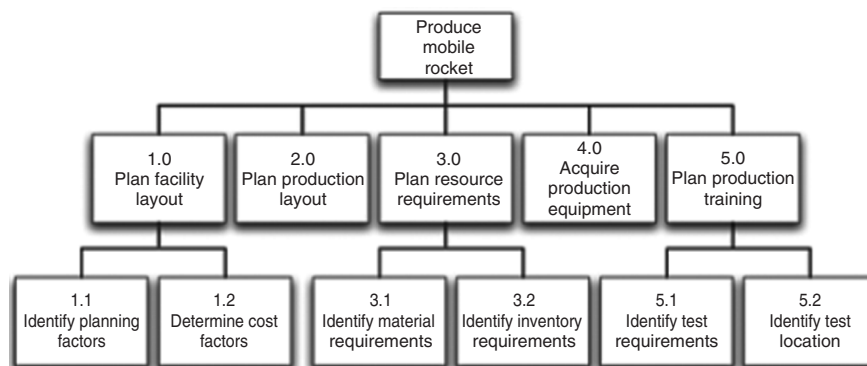 Produce
mobile
rocket
1.0
Plan facility
layout
2.0
Plan production
layout
3.0
Plan resource
requirements
4.0
Acquire
production
equipment
5.0
Plan production
training
1.1
Identify planning
factors
1.2
Determine cost
factors
3.1
Identify material
requirements
3.2
Identify inventory
requirements
5.1
Identify test
requirements
5.2
Identify test
location